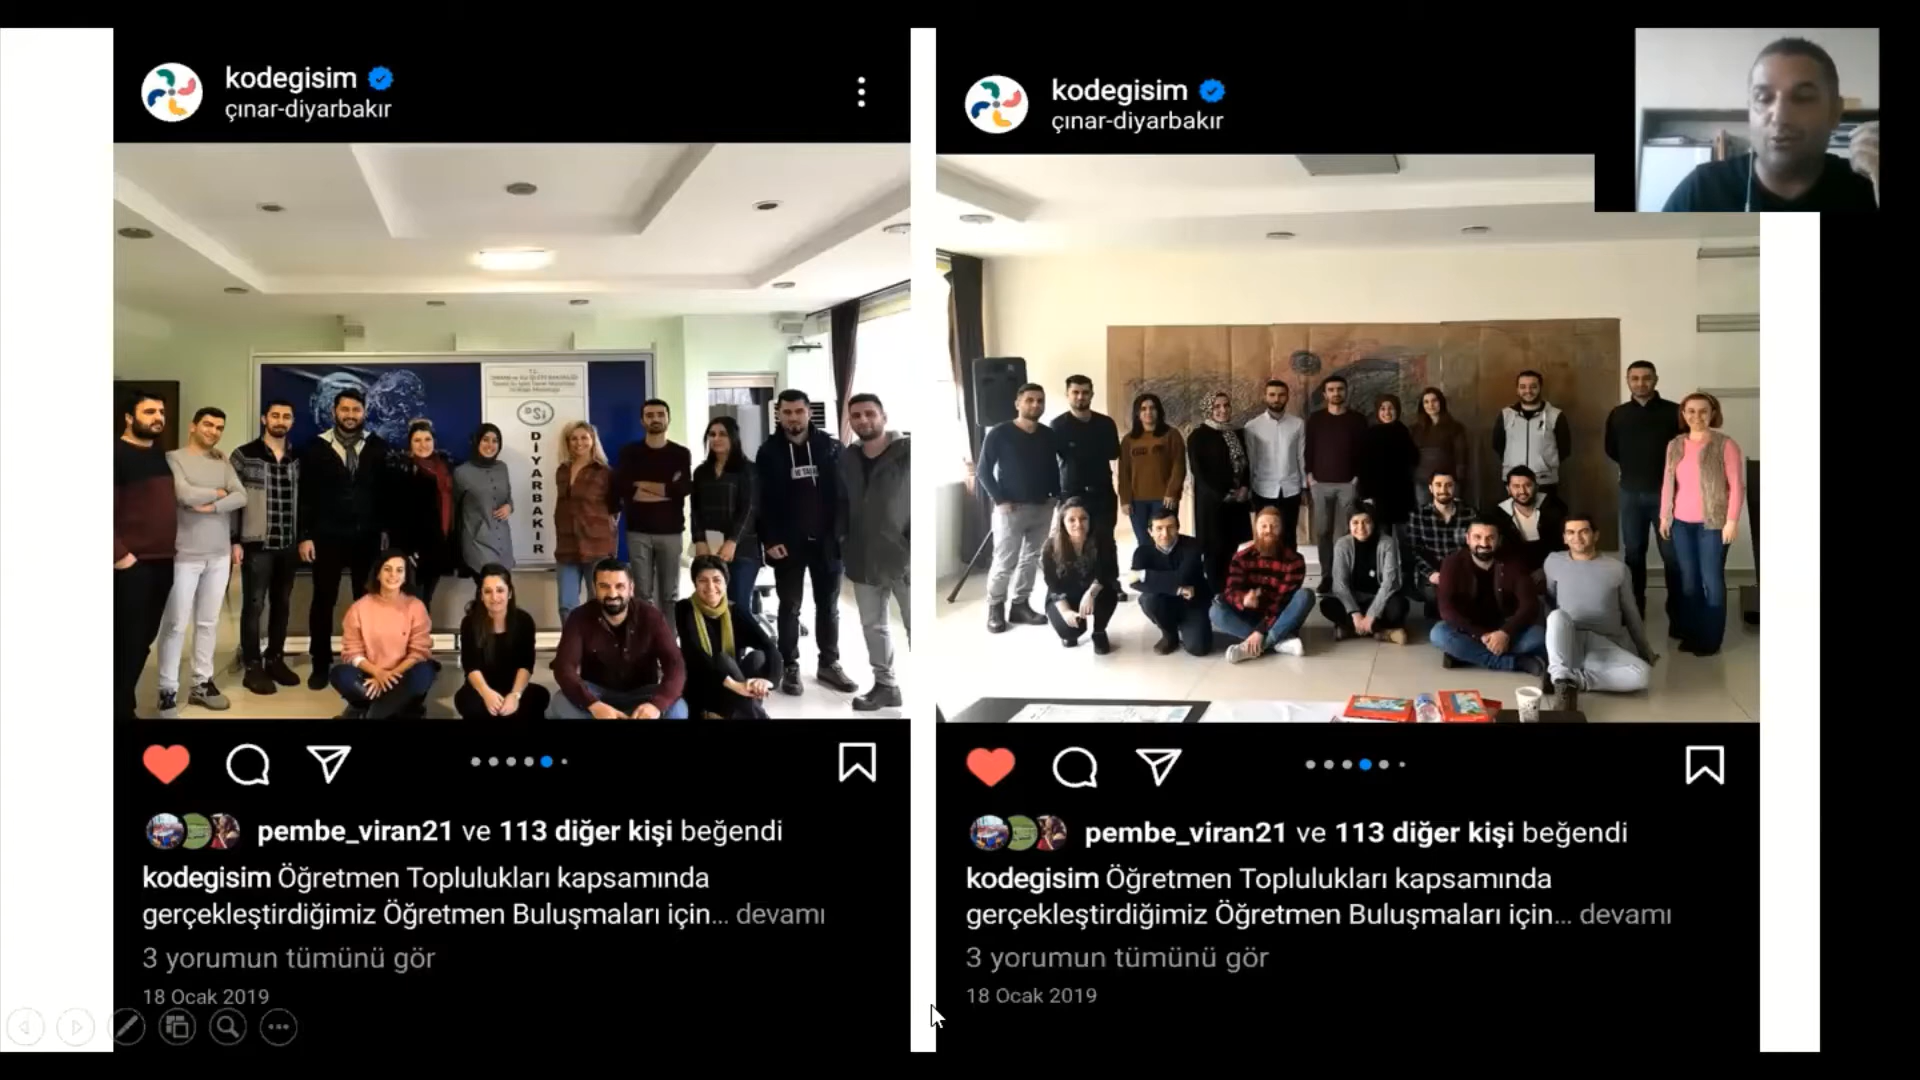 kodegisim
çınar-diyarbakır
DSİ
DİYARBAKIR
pembe_viran21 ve 113 diğer kişi beğendi
kodegisim Öğretmen Toplulukları kapsamında
gerçekleştirdiğimiz Öğretmen Buluşmaları için... devamı
3 yorumun tümünü gör
18 Ocak 2019
kodegisim
çınar-diyarbakır
pembe_viran21 ve 113 diğer kişi beğendi
kodegisim Öğretmen Toplulukları kapsamında
gerçekleştirdiğimiz Öğretmen Buluşmaları için... devamı
3 yorumun tümünü gör
18 Ocak 2019